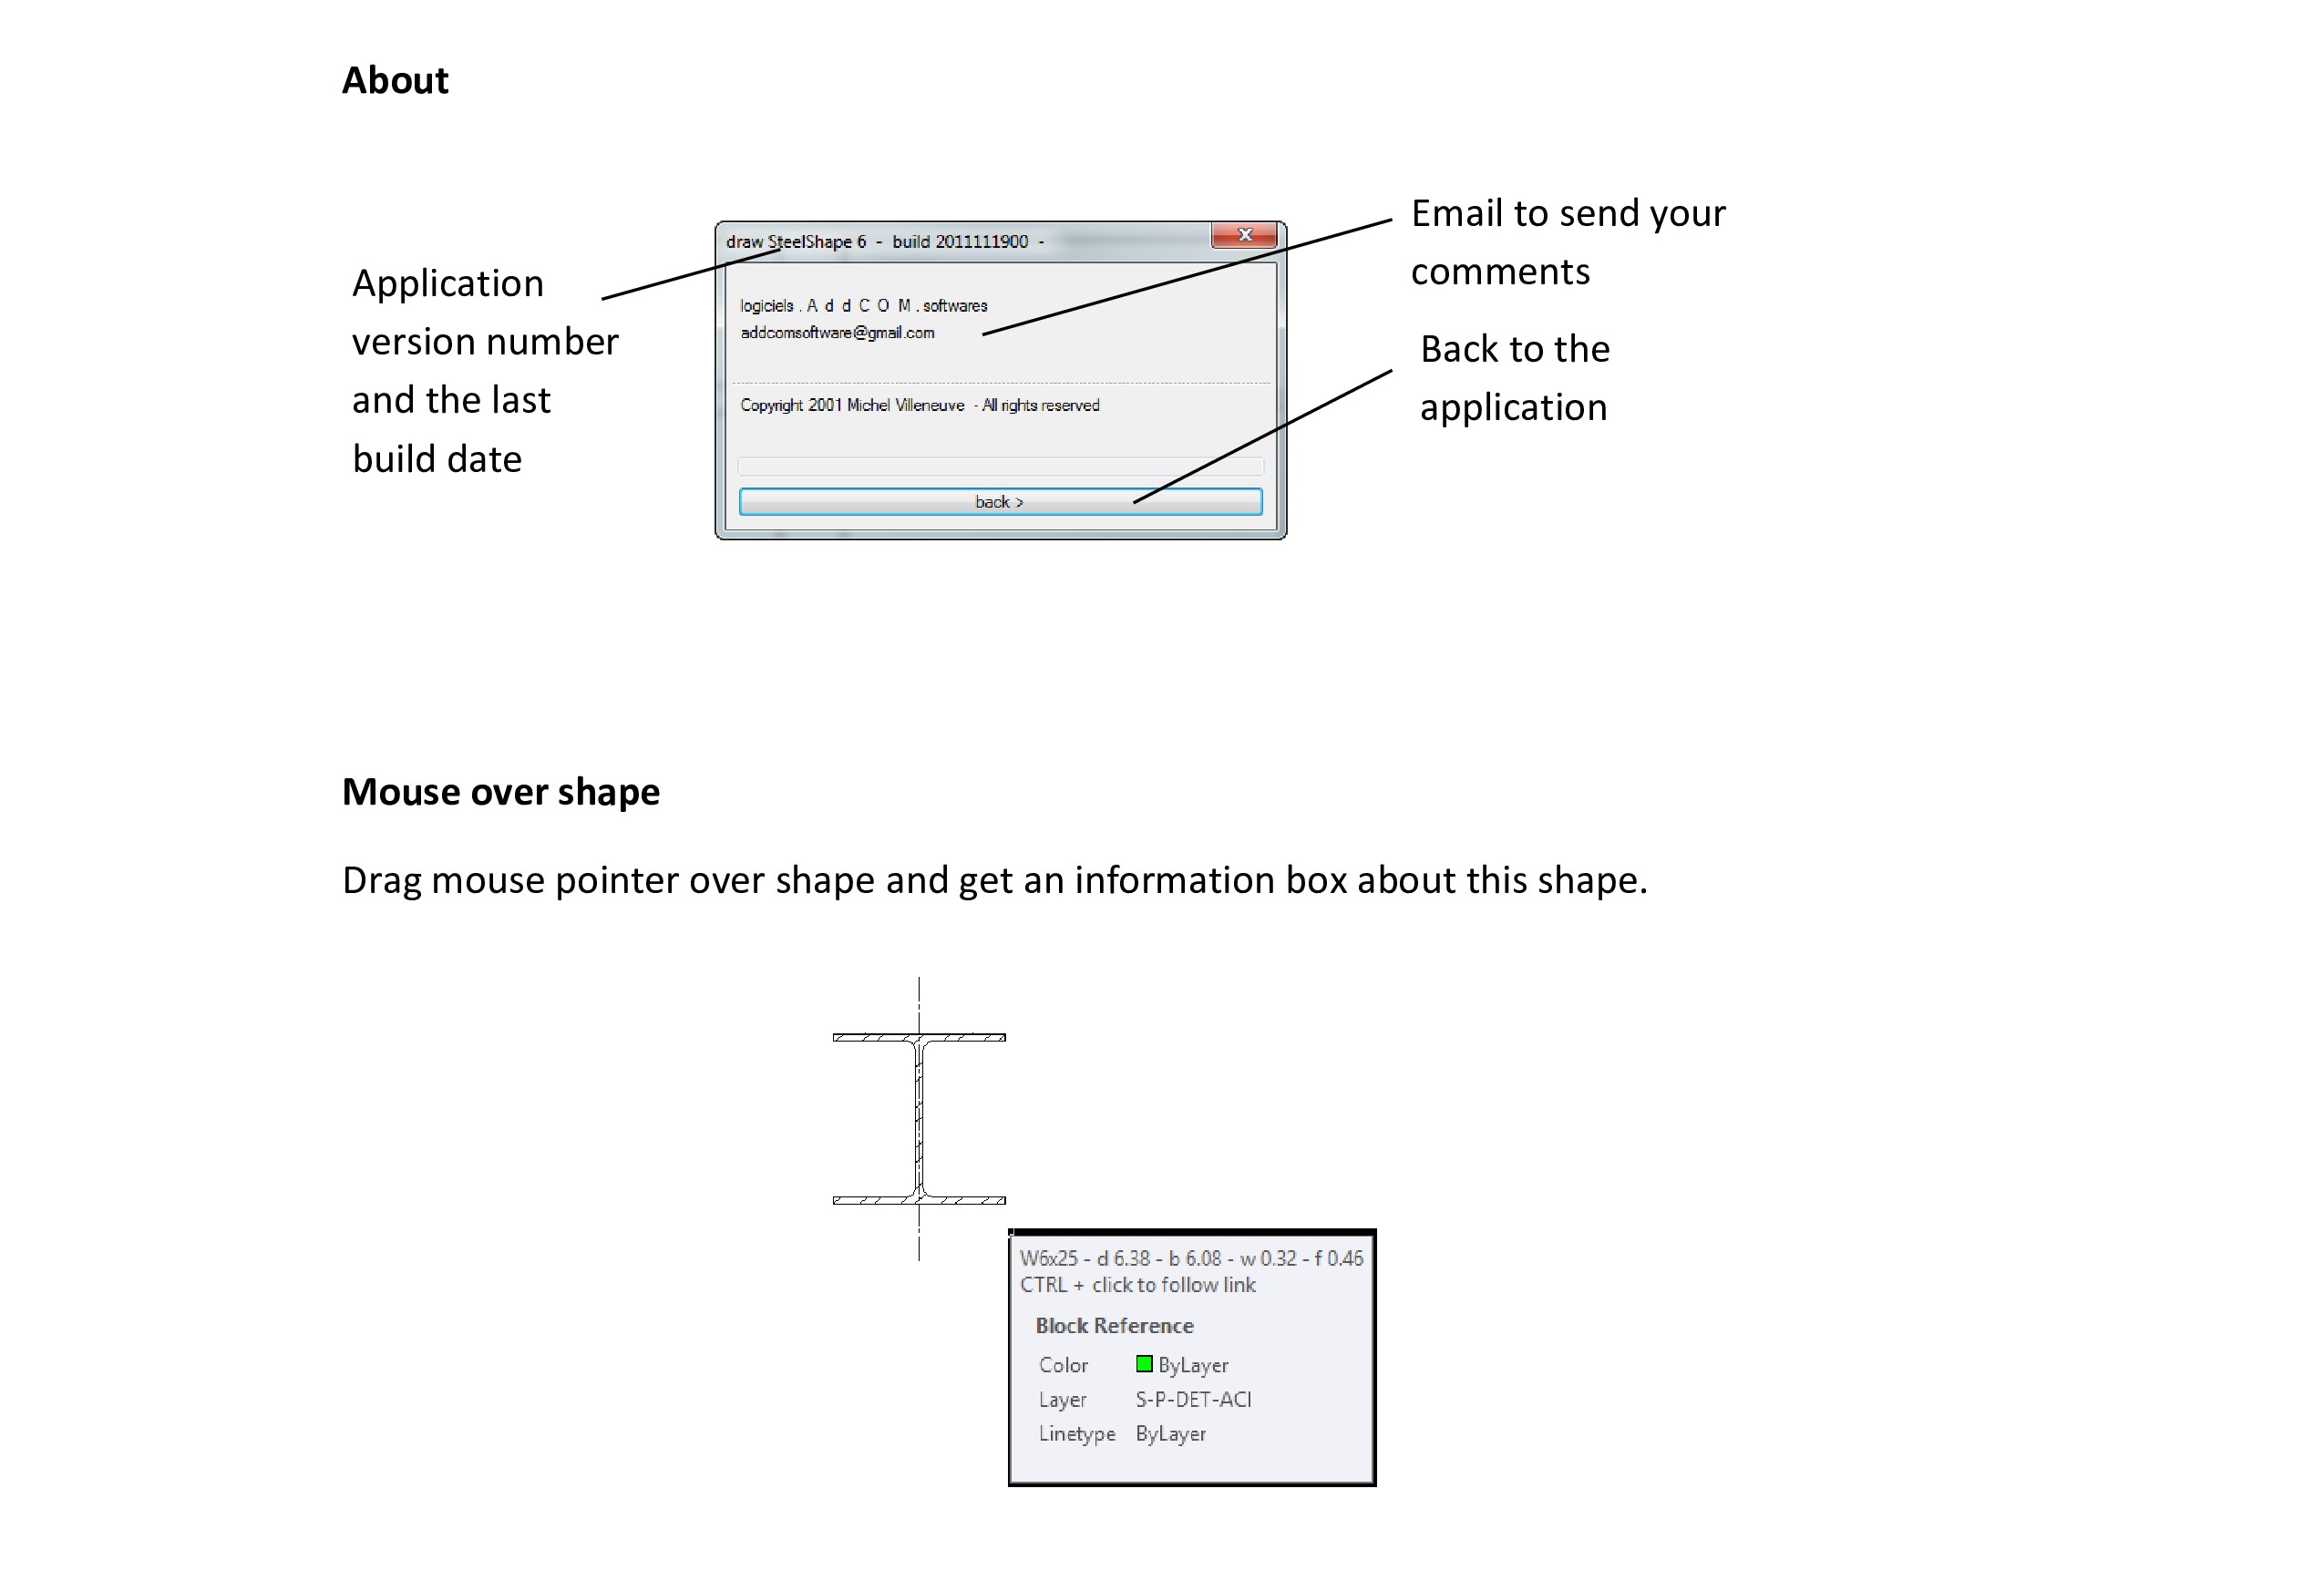 About
Email to send your
comments
draw SteelShape 6 - build 2011111900 -
Application
version number
and the last
build date
logiciels . A d d C O M . softwares
addcomsoftware@gmail.com
Back to the
application
Copyright 2001 Michel Villeneuve - All rights reserved
back >
Mouse over shape
Drag mouse pointer over shape and get an information box about this shape.
W6x25 - d 6.38 - b 6.08 - w 0.32 - f 0.46
CTRL + click to follow link
Block Reference
Color ByLayer
Layer S-P-DET-ACI
Linetype ByLayer